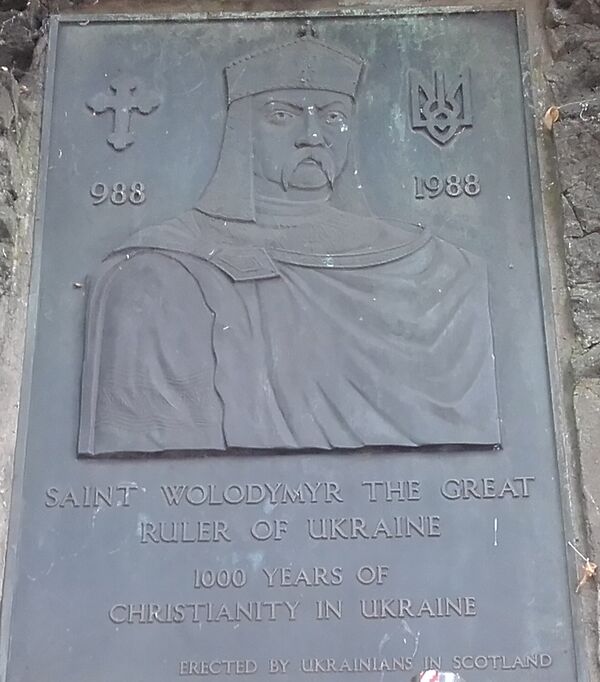 988
1988
SAINT WOLODYMYR THE GREAT
RULER OF UKRAINE
1000 YEARS OF
CHRISTIANITY IN UKRAINE
ERECTED BY UKRAINIANS IN SCOTLAND